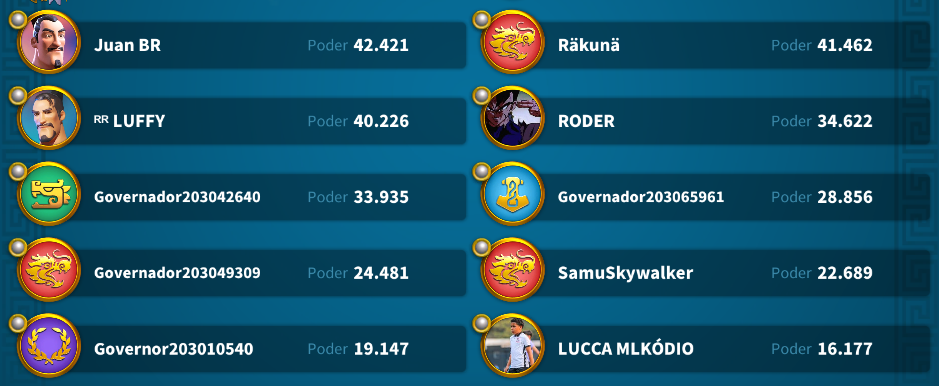 Juan BR Poder 42.421
Räkunä Poder 41.462
ᴿᴿ LUFFY Poder 40.226
RODER Poder 34.622
Governador203042640 Poder 33.935
Governador203065961 Poder 28.856
Governador203049309 Poder 24.481
SamuSkywalker Poder 22.689
Governor203010540 Poder 19.147
LUCCA MLKÓDIO Poder 16.177